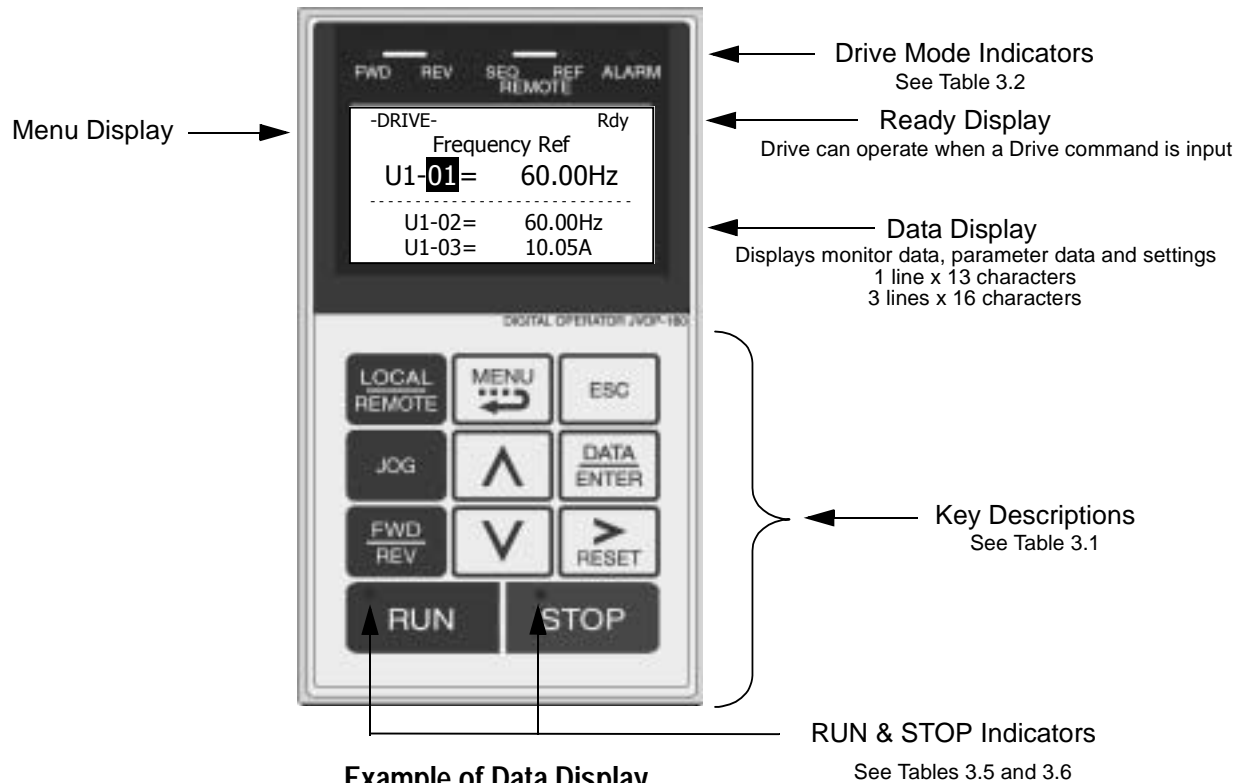 Drive Mode Indicators
See Table 3.2
FWD REV SEQ REF ALARM
REMOTE
Menu Display
-DRIVE- Rdy
Frequency Ref
U1-01= 60.00Hz
U1-02= 60.00Hz
U1-03= 10.05A
Ready Display
Drive can operate when a Drive command is input
Data Display
Displays monitor data, parameter data and settings
1 line x 13 characters
3 lines x 16 characters
DIGITAL OPERATOR JVOP-160
LOCAL
REMOTE
MENU
ESC
JOG
DATA
ENTER
FWD
REV
RESET
RUN
STOP
Key Descriptions
See Table 3.1
RUN & STOP Indicators
See Tables 3.5 and 3.6
Example of Data Display